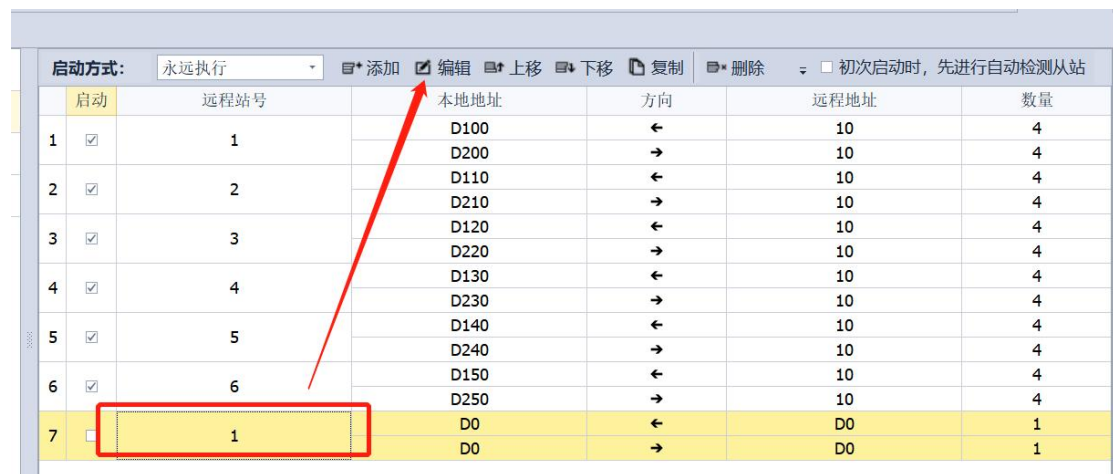 启动方式: 永远执行 添加 编辑 上移 下移 复制 删除 初次启动时，先进行自动检测从站
启动 远程站号 本地地址 方向 远程地址 数量
1 1 D100 ← 10 4
D200 → 10 4
2 2 D110 ← 10 4
D210 → 10 4
3 3 D120 ← 10 4
D220 → 10 4
4 4 D130 ← 10 4
D230 → 10 4
5 5 D140 ← 10 4
D240 → 10 4
6 6 D150 ← 10 4
D250 → 10 4
7 1 D0 ← D0 1
D0 → D0 1